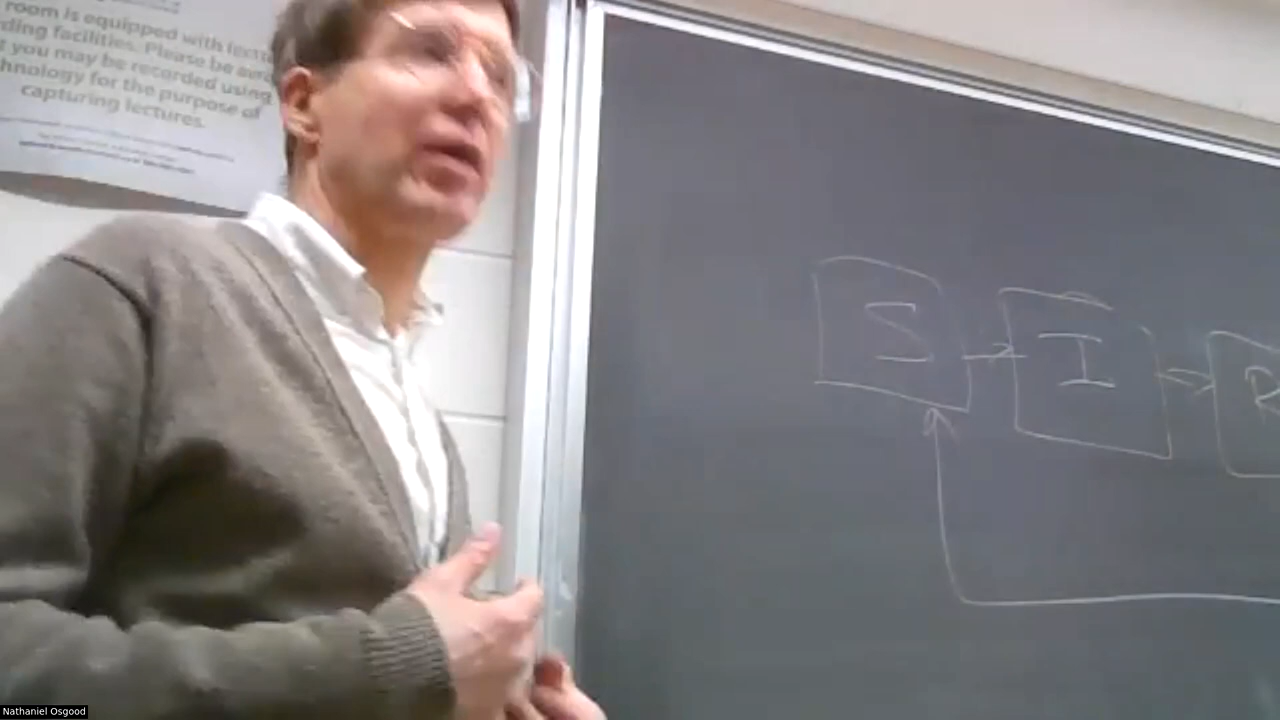 room is equipped with lectu
ding facilities. Please be awa
t you may be recorded using
hnology for the purpose of
capturing lectures.
S
I
R
Nathaniel Osgood